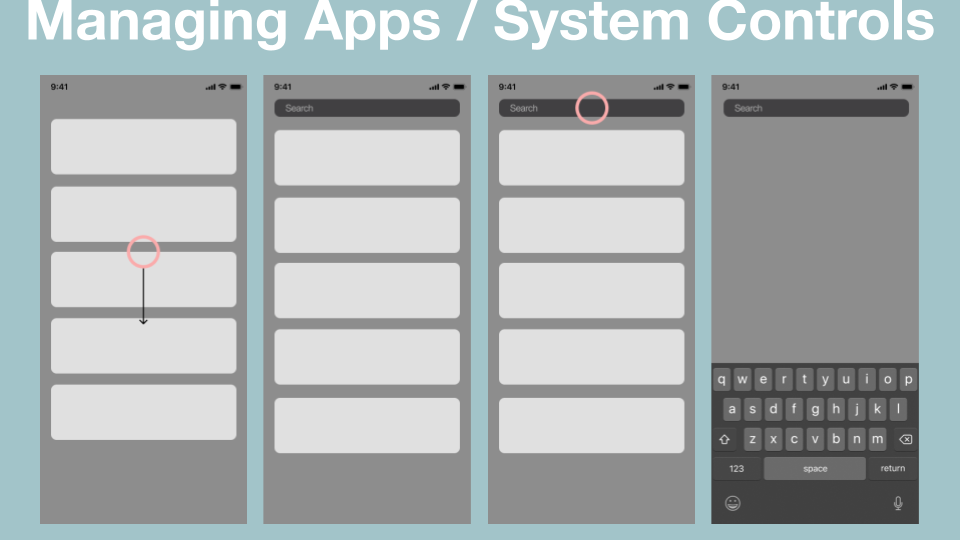 Managing Apps / System Controls
9:41
9:41
Search
9:41
Search
9:41
Search
q w e r t y u i o p
a s d f g h j k l
z x c v b n m
123 space return